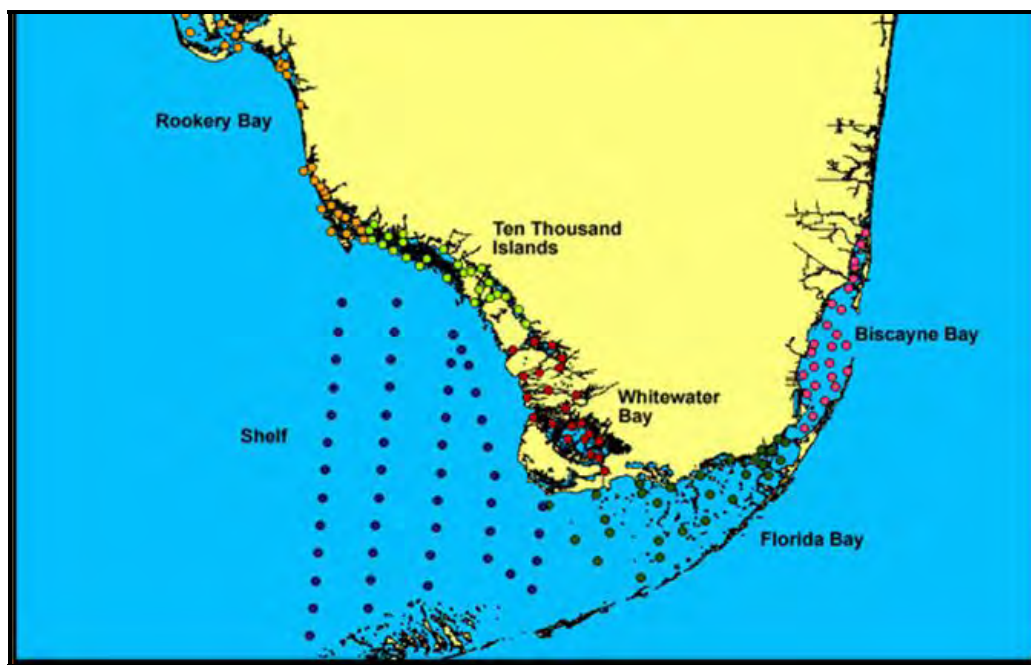 Rookery Bay
Ten Thousand
Islands
Biscayne Bay
Whitewater
Bay
Shelf
Florida Bay